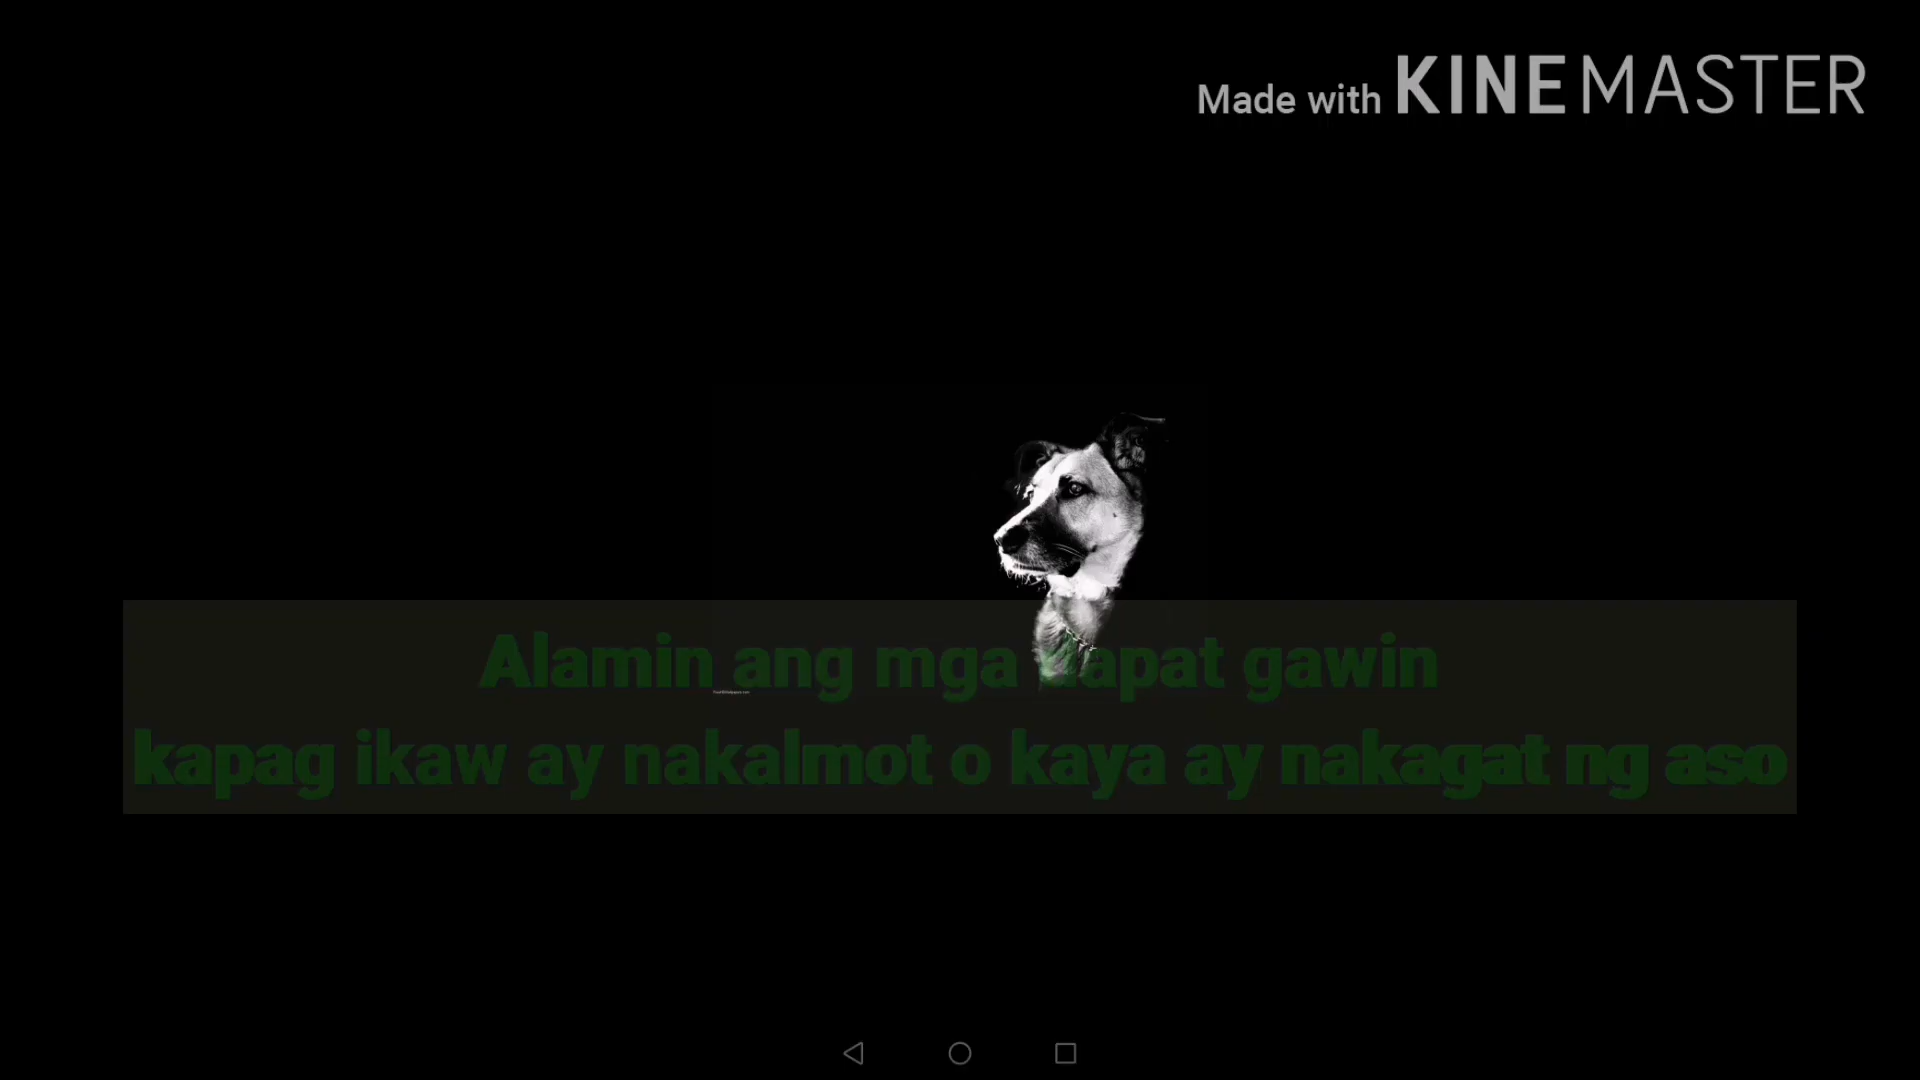 Made with KINEMASTER
Alamin ang mga dapat gawin
kapag ikaw ay nakalmot o kaya ay nakagat ng aso